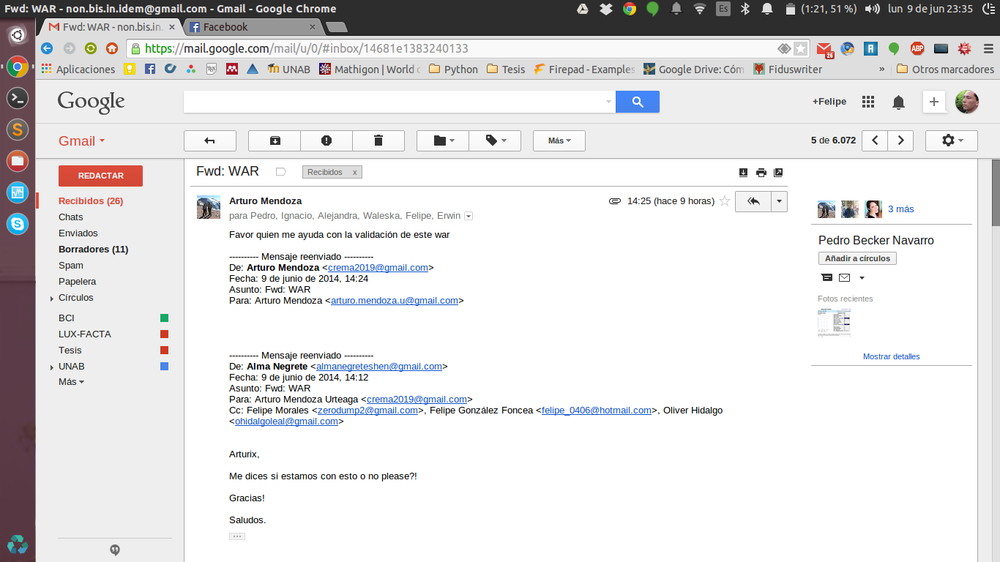 Fwd: WAR - non.bis.in.idem@gmail.com - Gmail - Google Chrome
Es (1:21, 51 %) lun 9 de jun 23:35
Fwd: WAR - non.bis.in. × Facebook ×
https://mail.google.com/mail/u/0/#inbox/14681e1383240133
26 ABP
Aplicaciones UNAB Mathigon | World Python Tesis Firepad - Examples Google Drive: Cóm Fiduswriter » Otros marcadores
Google +Felipe
Gmail Más 5 de 6.072
REDACTAR
Recibidos (26)
Chats
Enviados
Borradores (11)
Spam
Papelera
Círculos
BCI
LUX-FACTA
Tesis
UNAB
Más
Fwd: WAR Recibidos x
Arturo Mendoza 14:25 (hace 9 horas)
para Pedro, Ignacio, Alejandra, Waleska, Felipe, Erwin
Favor quien me ayuda con la validación de este war
---------- Mensaje reenviado ----------
De: Arturo Mendoza <crema2019@gmail.com>
Fecha: 9 de junio de 2014, 14:24
Asunto: Fwd: WAR
Para: Arturo Mendoza <arturo.mendoza.u@gmail.com>
---------- Mensaje reenviado ----------
De: Alma Negrete <almanegreteshen@gmail.com>
Fecha: 9 de junio de 2014, 14:12
Asunto: Fwd: WAR
Para: Arturo Mendoza Urteaga <crema2019@gmail.com>
Cc: Felipe Morales <zerodump2@gmail.com>, Felipe González Foncea <felipe_0406@hotmail.com>, Oliver Hidalgo
<ohidalgoleal@gmail.com>
Arturix,
Me dices si estamos con esto o no please?!
Gracias!
Saludos.
3 más
Pedro Becker Navarro
Añadir a círculos
Fotos recientes
Mostrar detalles